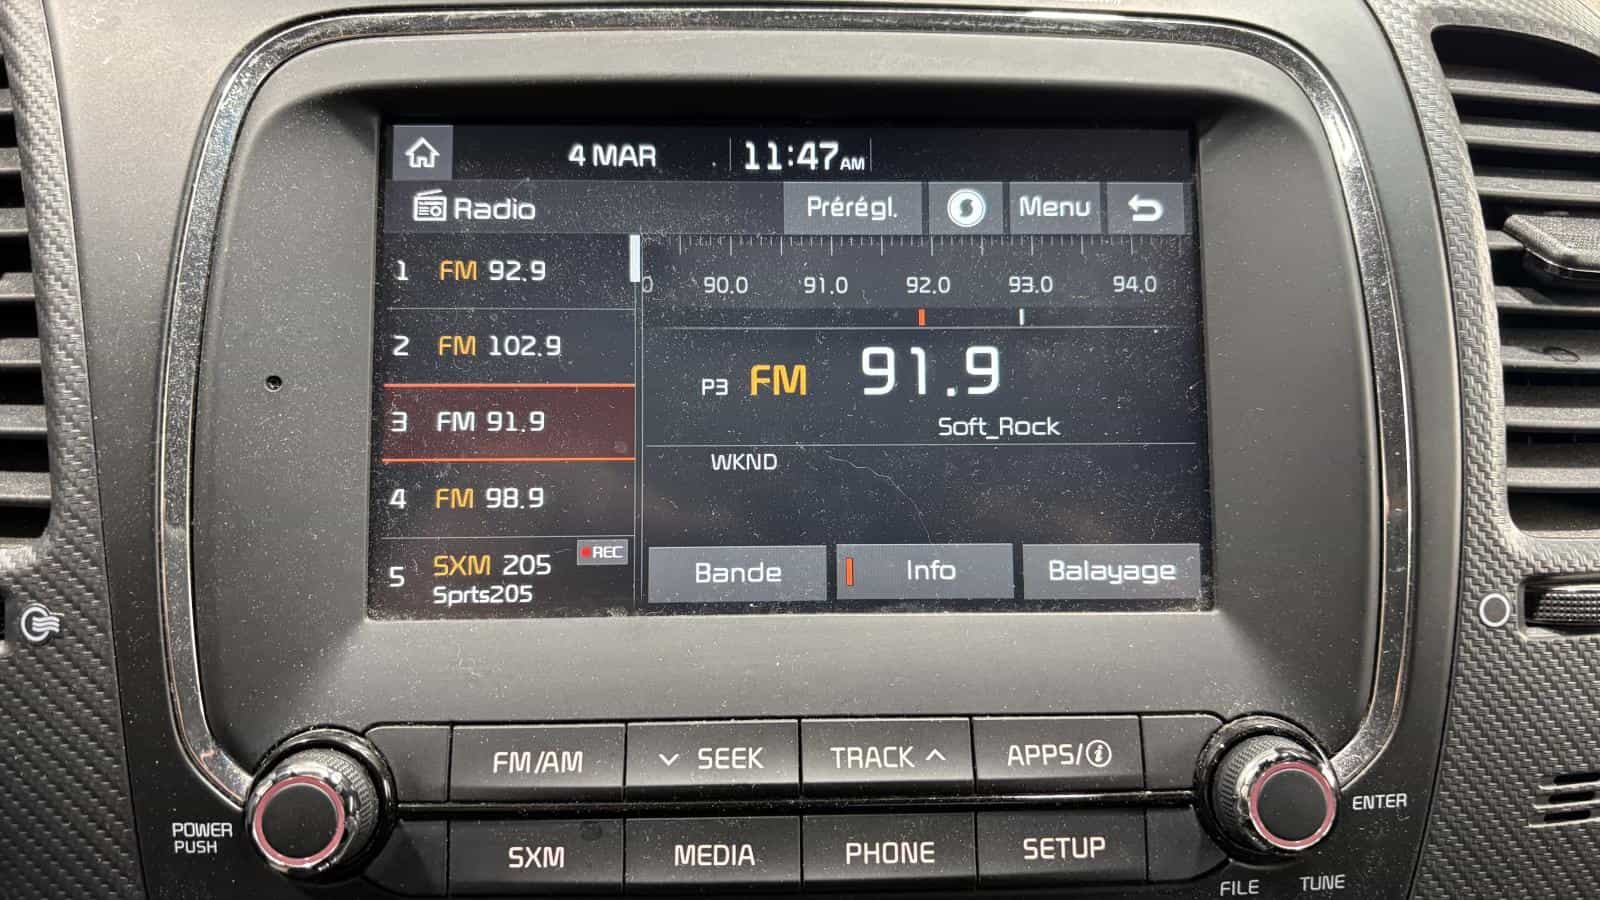 4 MAR 11:47 AM
Radio Prérégl. Menu
1 FM 92.9
2 FM 102.9
3 FM 91.9
4 FM 98.9
5 SXM 205 REC
Sprts205
0 90.0 91.0 92.0 93.0 94.0
P3 FM 91.9
Soft_Rock
WKND
Bande Info Balayage
FM/AM SEEK TRACK APPS/i
POWER
PUSH
ENTER
SXM MEDIA PHONE SETUP
FILE TUNE